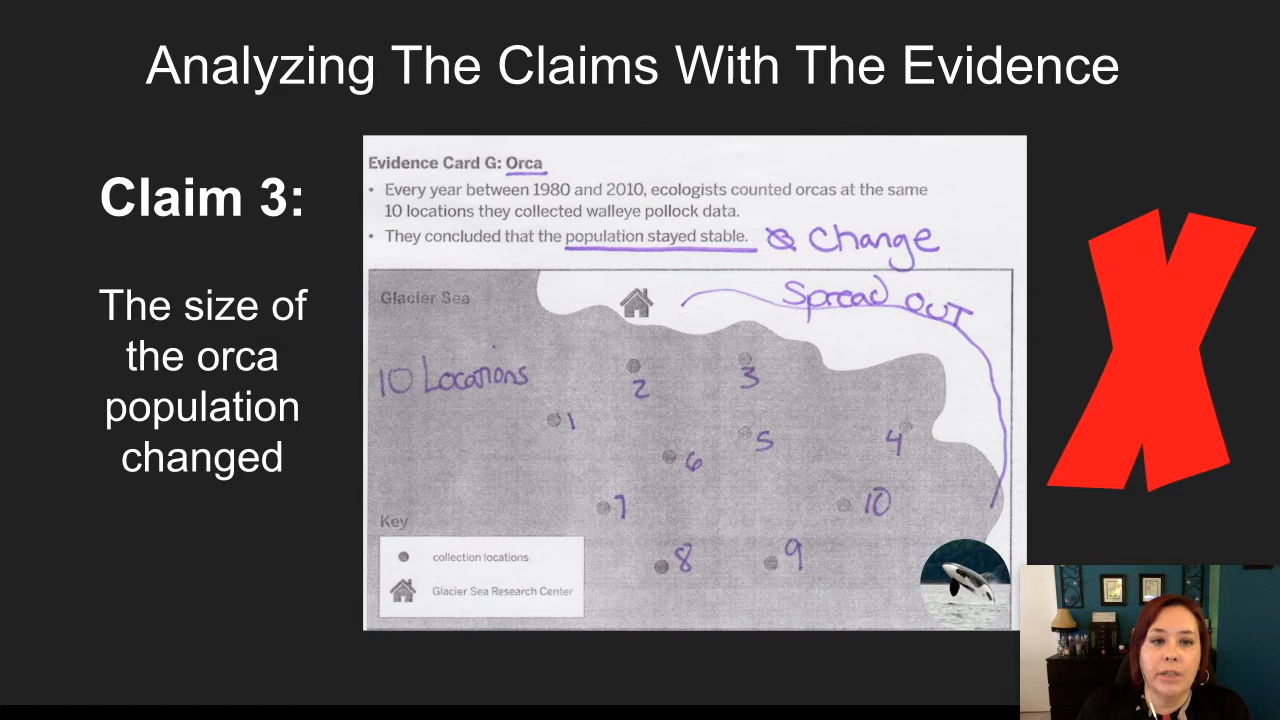 Analyzing The Claims With The Evidence
Claim 3:
The size of
the orca
population
changed
Evidence Card G: Orca
• Every year between 1980 and 2010, ecologists counted orcas at the same
10 locations they collected walleye pollock data.
• They concluded that the population stayed stable. Change
Glacier Sea
Spread OUT
10 Locations
2
3
1
5
4
6
7
10
8
9
Key
collection locations
Glacier Sea Research Center